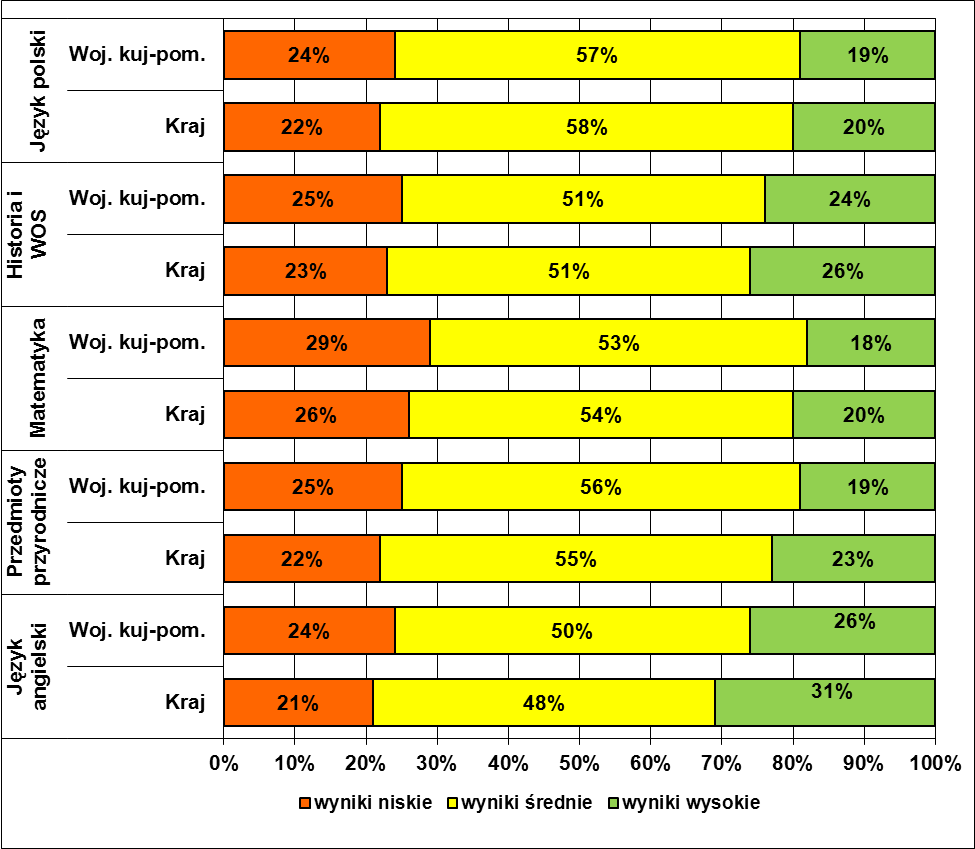 Język polski
Woj. kuj-pom.
24% 57% 19%
Kraj
22% 58% 20%
Historia i
WOS
Woj. kuj-pom.
25% 51% 24%
Kraj
23% 51% 26%
Matematyka
Woj. kuj-pom.
29% 53% 18%
Kraj
26% 54% 20%
Przedmioty
przyrodnicze
Woj. kuj-pom.
25% 56% 19%
Kraj
22% 55% 23%
Język
angielski
Woj. kuj-pom.
24% 50% 26%
Kraj
21% 48% 31%
0% 10% 20% 30% 40% 50% 60% 70% 80% 90% 100%
wyniki niskie wyniki średnie wyniki wysokie